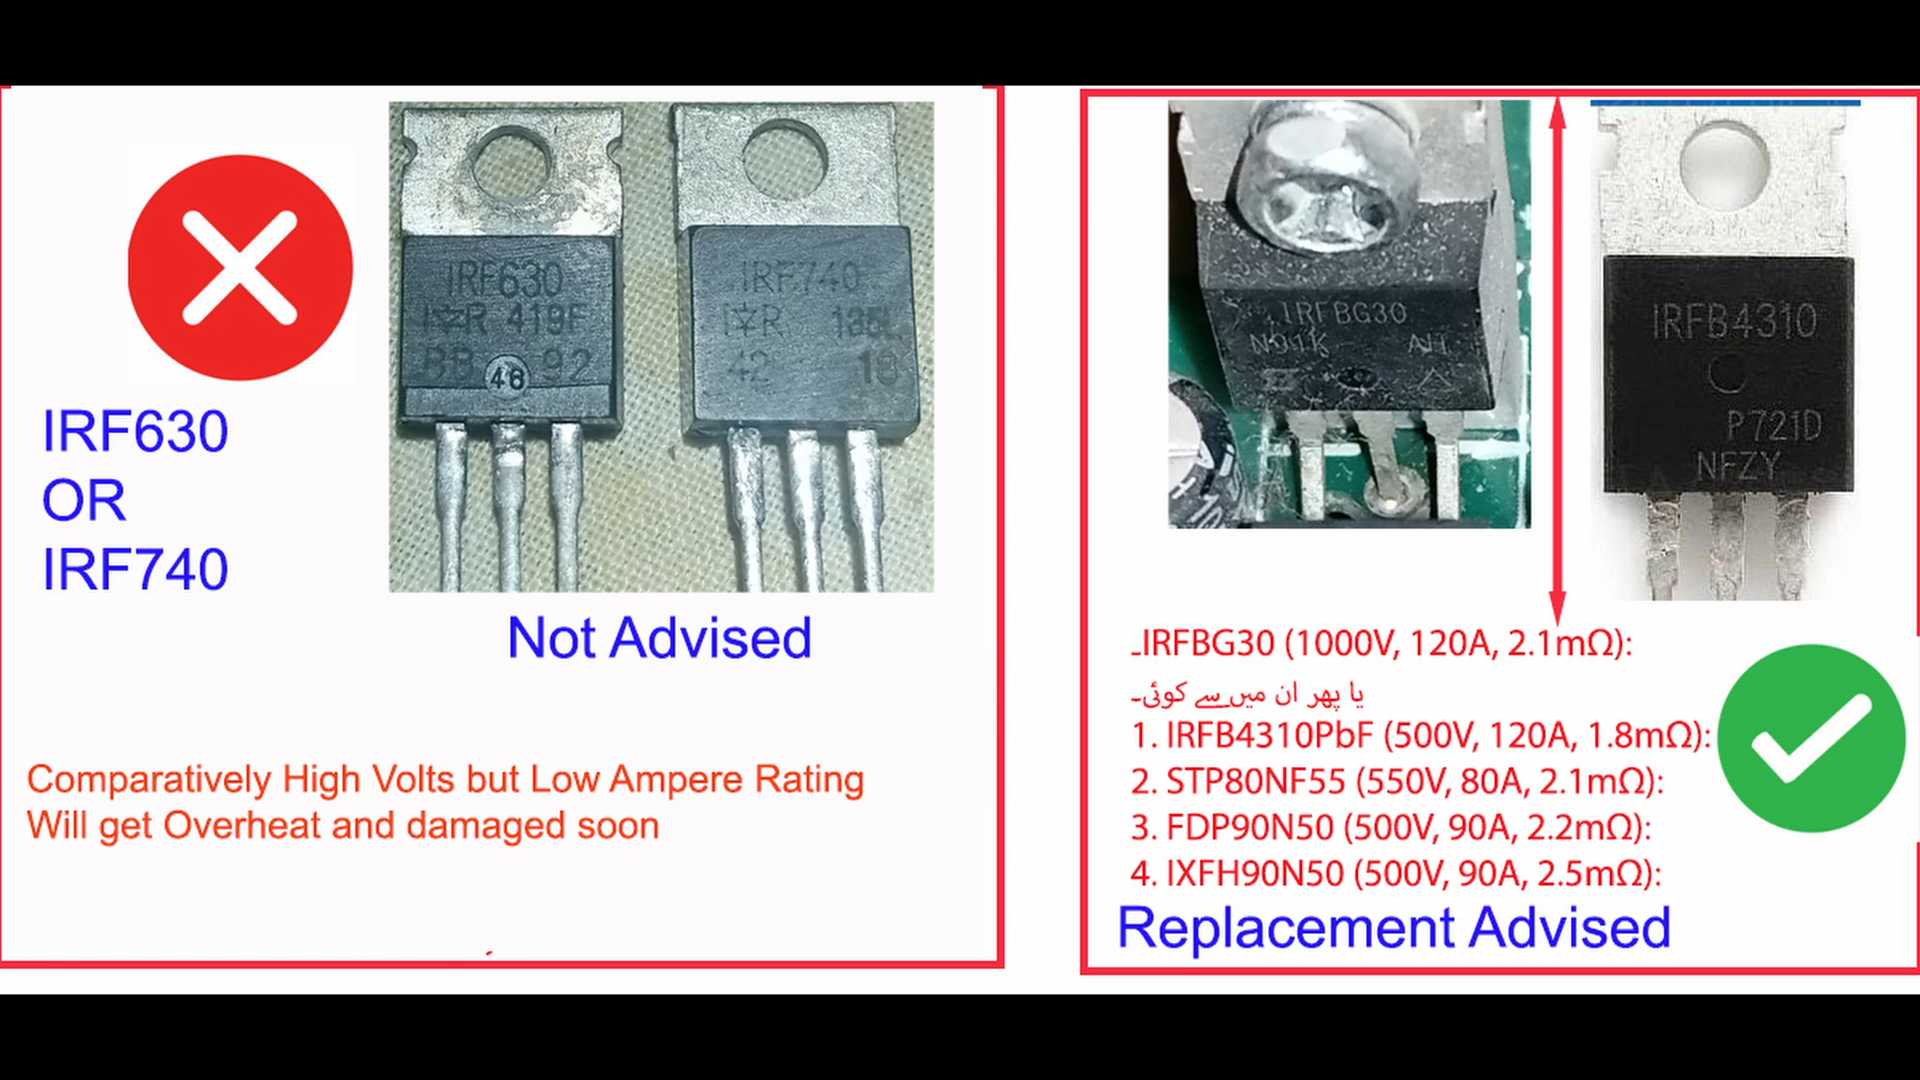 IRF630
OR
IRF740
IRF630
IR 419F
BB 48 92
IRF740
IR
42 18
Not Advised
Comparatively High Volts but Low Ampere Rating
Will get Overheat and damaged soon
IRFBG30
IRFB4310
P721D
NFZY
IRFBG30 (1000V, 120A, 2.1mΩ):
یا پھر ان میں سے کوئی۔
1. IRFB4310PbF (500V, 120A, 1.8mΩ):
2. STP80NF55 (550V, 80A, 2.1mΩ):
3. FDP90N50 (500V, 90A, 2.2mΩ):
4. IXFH90N50 (500V, 90A, 2.5mΩ):
Replacement Advised